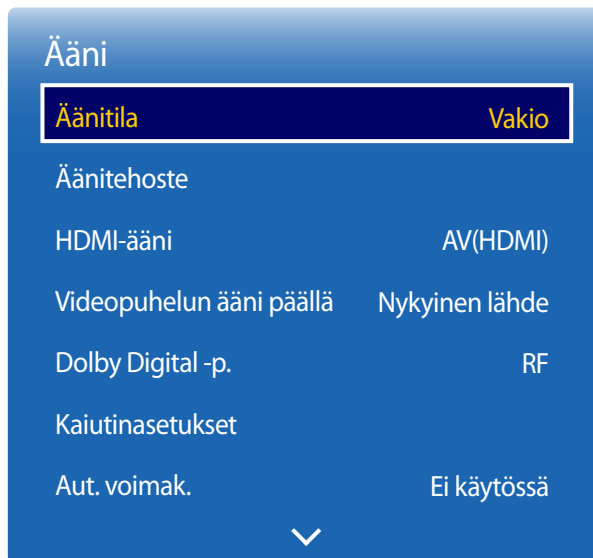 Ääni
Äänitila Vakio
Äänitehoste
HDMI-ääni AV(HDMI)
Videopuhelun ääni päällä Nykyinen lähde
Dolby Digital -p. RF
Kaiutinasetukset
Aut. voimak. Ei käytössä